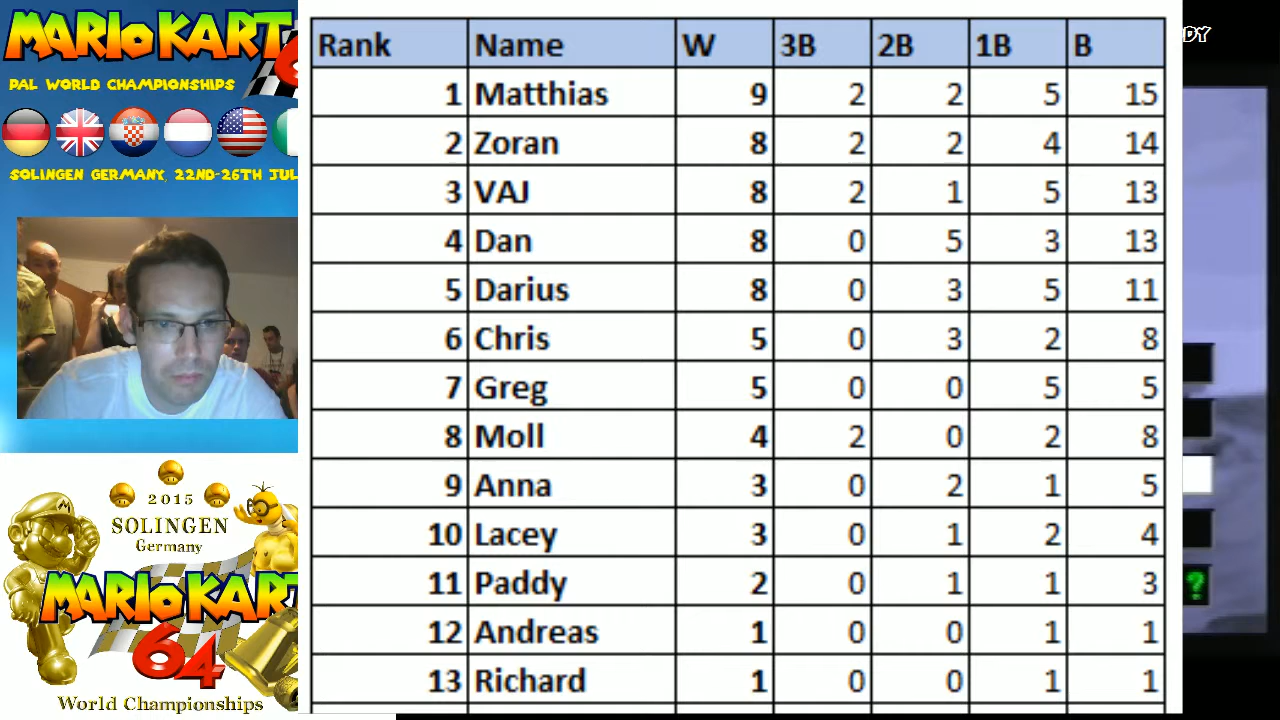 MARIO KART 6
PAL WORLD CHAMPIONSHIPS
SOLINGEN GERMANY, 22ND-26TH JUL
2015
SOLINGEN
Germany
MARIO KART
64
World Championships
Rank Name W 3B 2B 1B B
1 Matthias 9 2 2 5 15
2 Zoran 8 2 2 4 14
3 VAJ 8 2 1 5 13
4 Dan 8 0 5 3 13
5 Darius 8 0 3 5 11
6 Chris 5 0 3 2 8
7 Greg 5 0 0 5 5
8 Moll 4 2 0 2 8
9 Anna 3 0 2 1 5
10 Lacey 3 0 1 2 4
11 Paddy 2 0 1 1 3
12 Andreas 1 0 0 1 1
13 Richard 1 0 0 1 1
DY
?